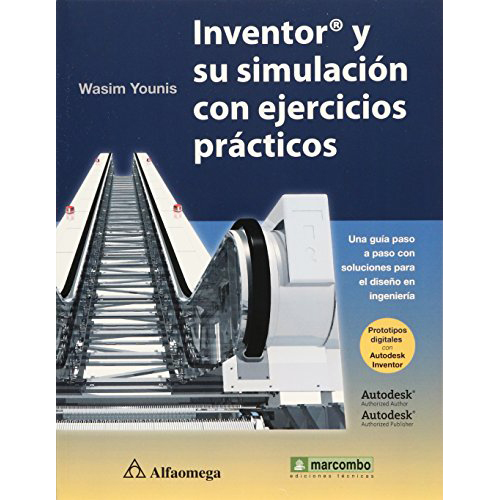 Inventor® y
su simulación
con ejercicios
prácticos
Wasim Younis
Una guía paso
a paso con
soluciones para
el diseño en
ingeniería
Prototipos
digitales
con
Autodesk
Inventor
Autodesk®
Authorized Author
Autodesk®
Authorized Publisher
Alfaomega
marcombo
ediciones técnicas